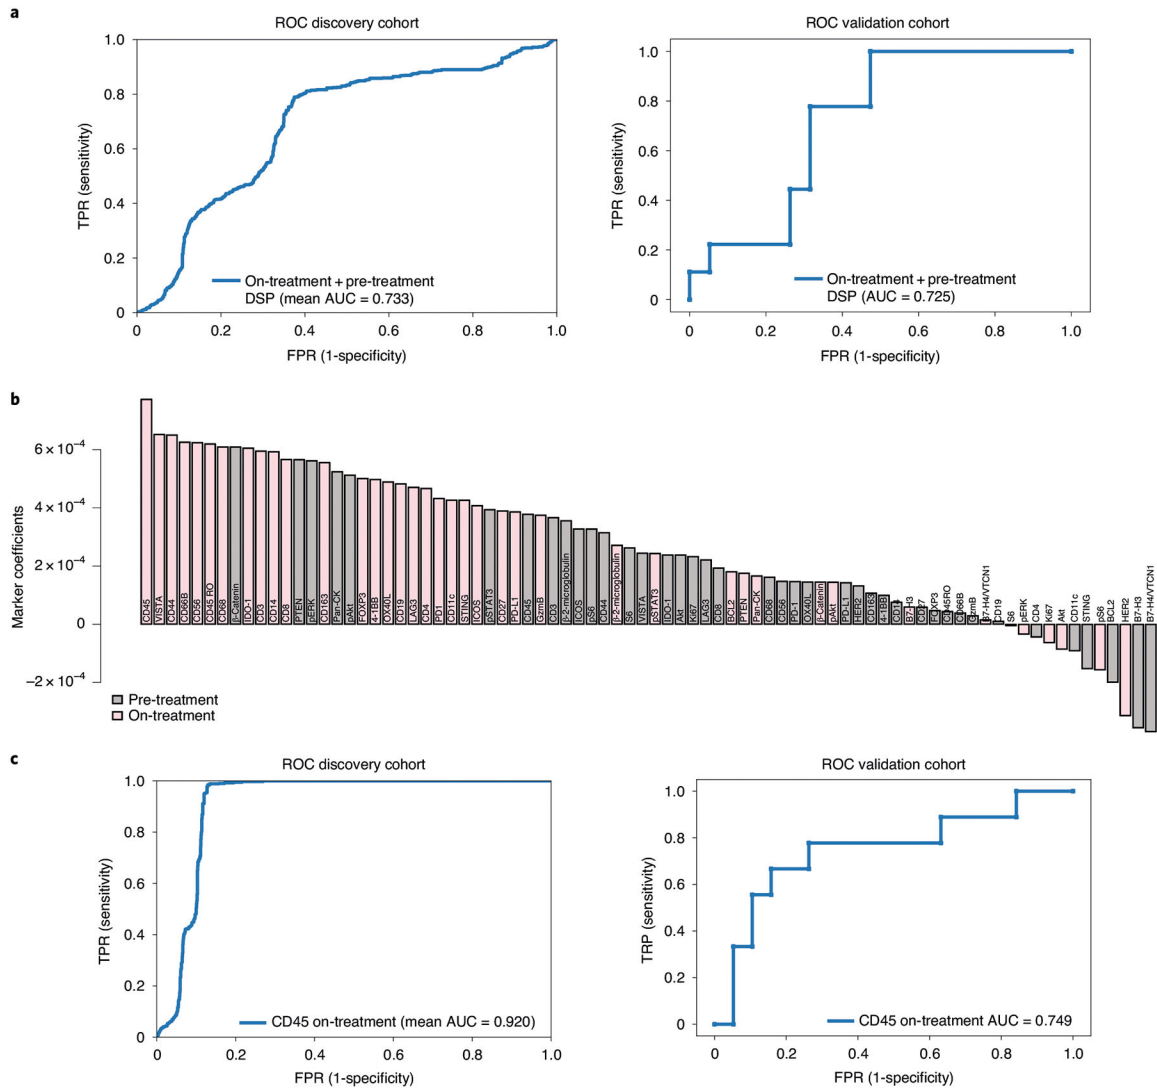 a
ROC discovery cohort
1.0
0.8
0.6
0.4
0.2
0
TPR (sensitivity)
On-treatment + pre-treatment
DSP (mean AUC = 0.733)
0
0.2
0.4
0.6
0.8
1.0
FPR (1-specificity)
ROC validation cohort
1.0
0.8
0.6
0.4
0.2
0
TPR (sensitivity)
On-treatment + pre-treatment
DSP (AUC = 0.725)
0
0.2
0.4
0.6
0.8
1.0
FPR (1-specificity)
b
Marker coefficients
6 × 10⁻⁴
4 × 10⁻⁴
2 × 10⁻⁴
0
−2 × 10⁻⁴
CD45
VISTA
CD44
CD66B
CD56
CD45 RO
CD68
β-Catenin
IDO-1
CD3
CD14
CD8
PTEN
pERK
CD163
Pan-CK
pAkt
FOXP3
4-1BB
OX40L
CD19
LAG3
CD4
PD1
CD11c
STING
ICOS
pSTAT3
CD27
PD-L1
CD45
GzmB
CD3
β-2-microglobulin
ICOS
pS6
CD44
β-2-microglobulin
S6
VISTA
pSTAT3
IDO-1
Akt
Ki67
LAG3
CD8
BCL2
PTEN
Pan-CK
CD68
CD56
PD-1
OX40L
β-Catenin
pAkt
PD-L1
HER2
CD163
4-1BB
B7-H3
CD27
FOXP3
CD45RO
CD66B
GzmB
B7-H4/VTCN1
CD19
S6
pERK
CD4
Ki67
Akt
CD11c
STING
pS6
BCL2
HER2
B7-H3
B7-H4/VTCN1
Pre-treatment
On-treatment
c
ROC discovery cohort
1.0
0.8
0.6
0.4
0.2
0
TPR (sensitivity)
CD45 on-treatment (mean AUC = 0.920)
0
0.2
0.4
0.6
0.8
1.0
FPR (1-specificity)
ROC validation cohort
1.0
0.8
0.6
0.4
0.2
0
TRP (sensitivity)
CD45 on-treatment AUC = 0.749
0
0.2
0.4
0.6
0.8
1.0
FPR (1-specificity)